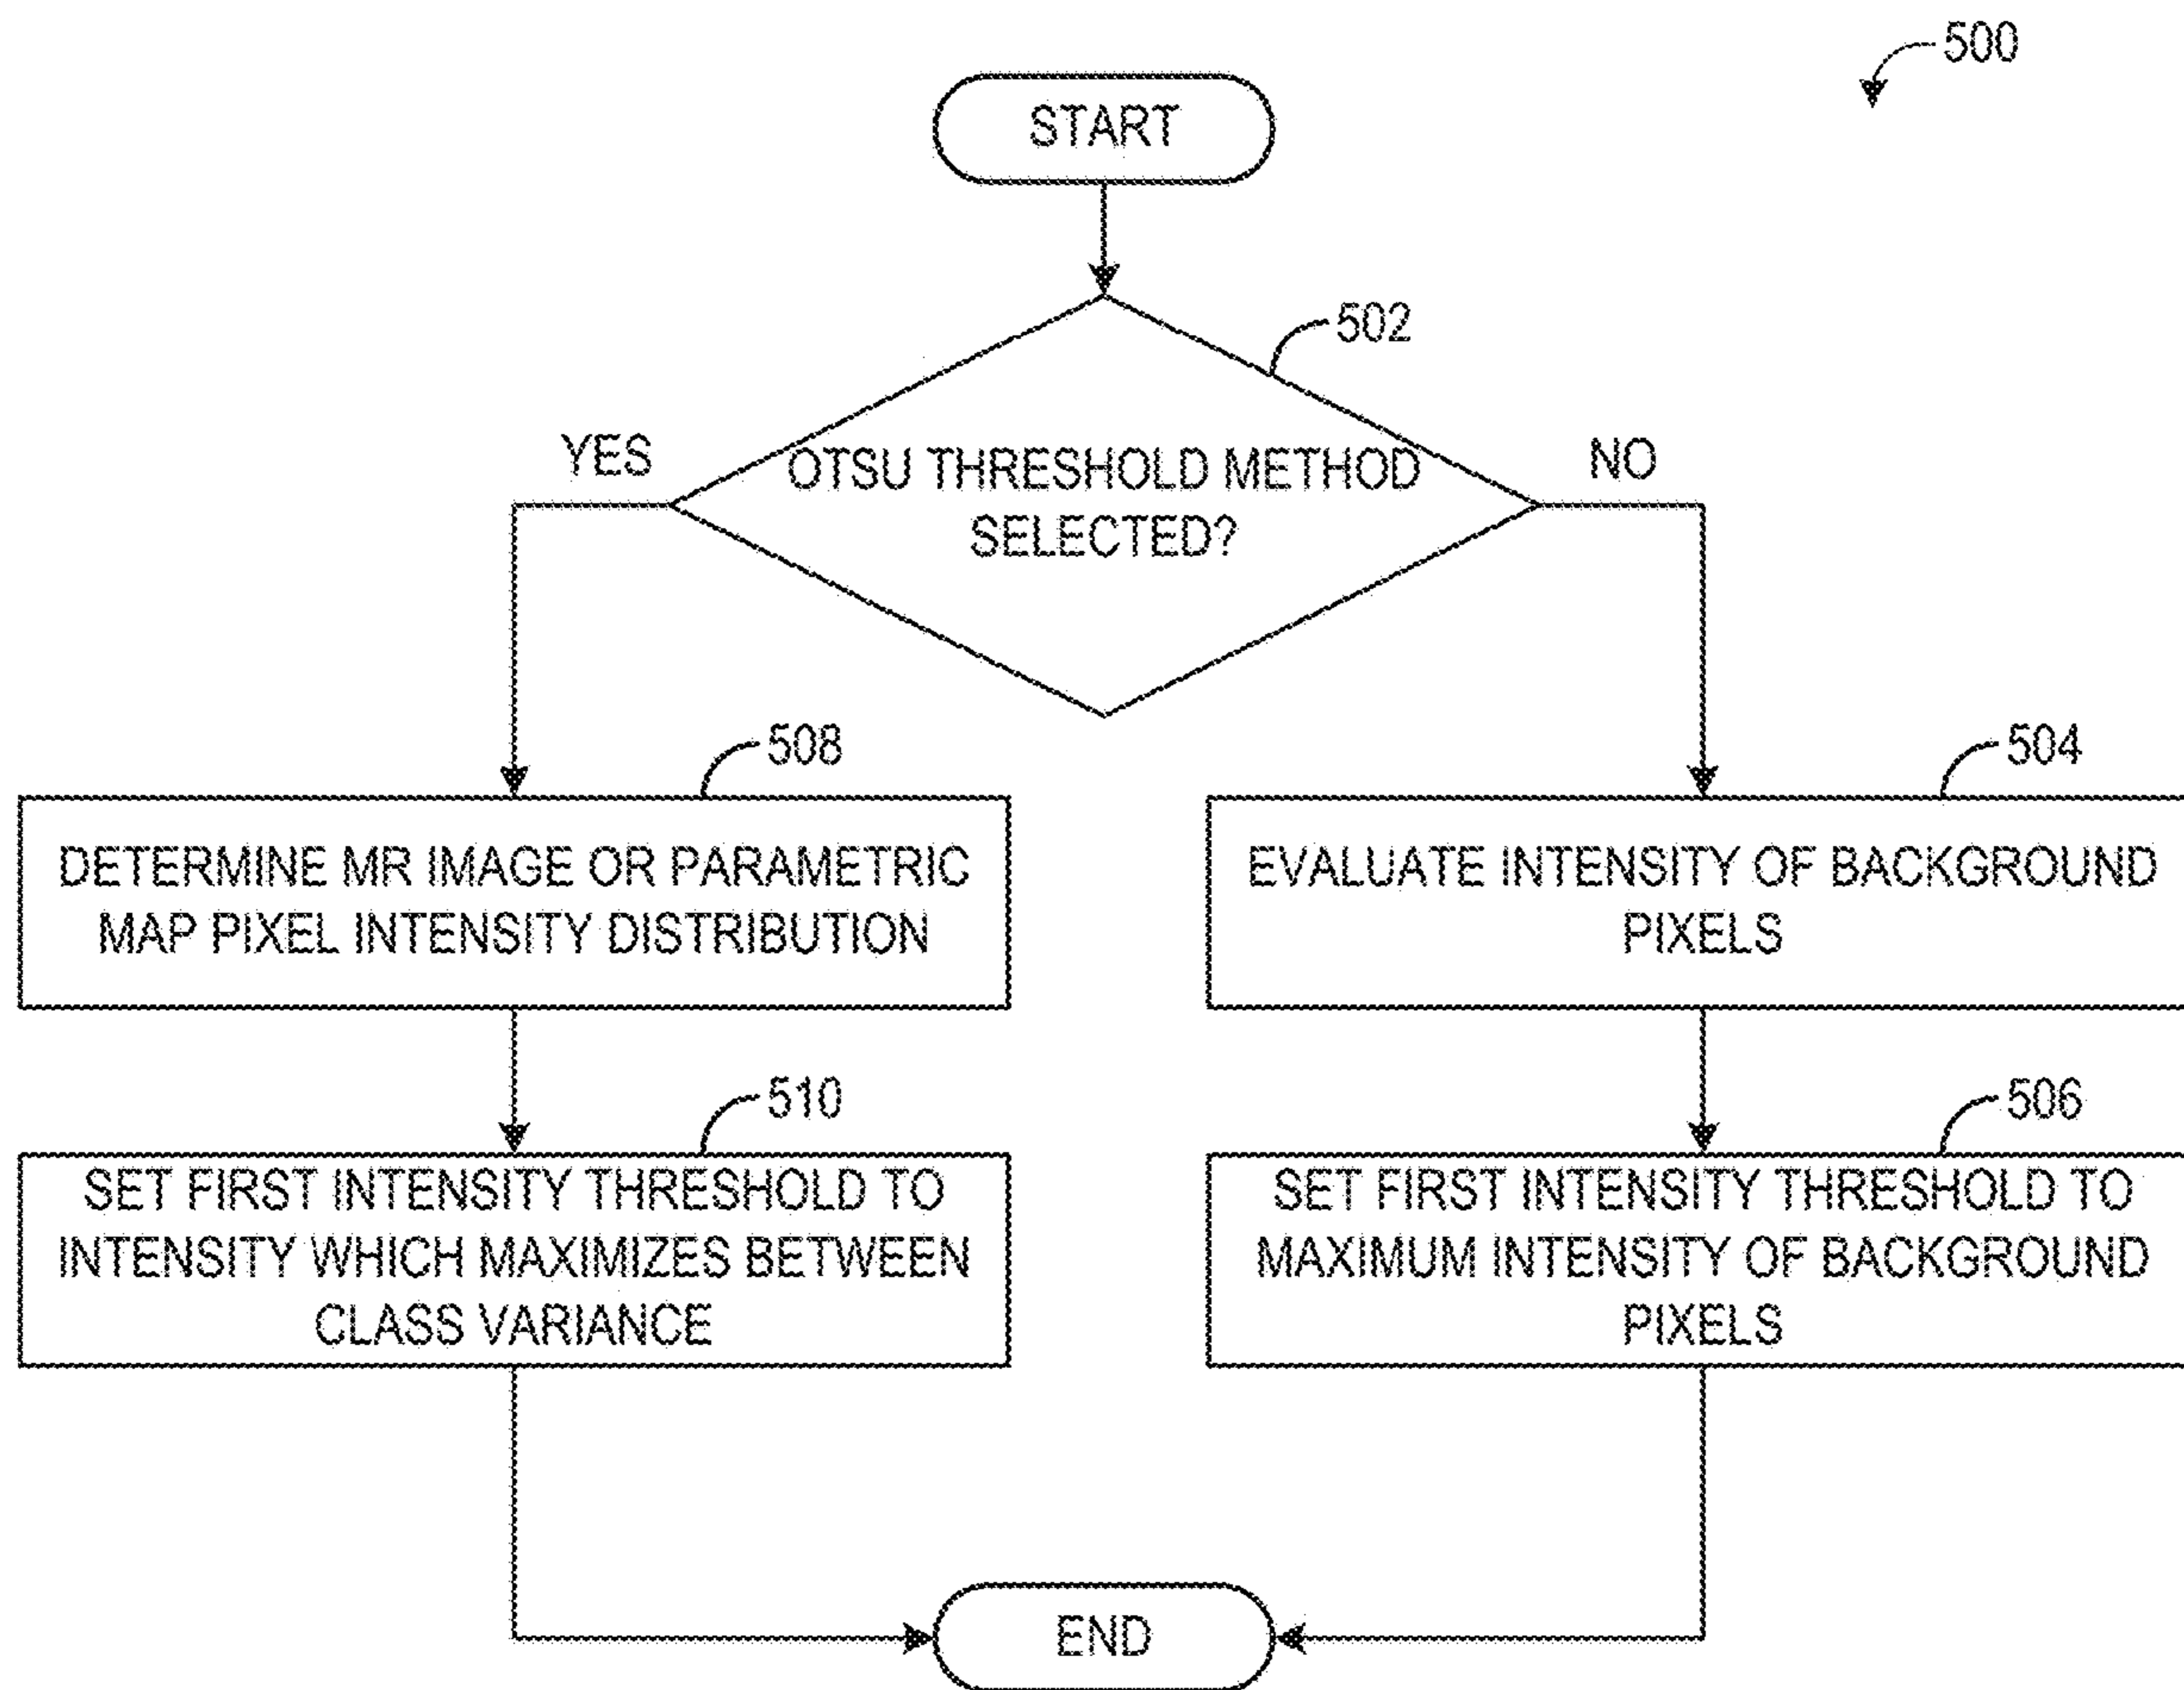 500
START
502
YES
NO
OTSU THRESHOLD METHOD
SELECTED?
508
504
DETERMINE MR IMAGE OR PARAMETRIC
MAP PIXEL INTENSITY DISTRIBUTION
EVALUATE INTENSITY OF BACKGROUND
PIXELS
510
506
SET FIRST INTENSITY THRESHOLD TO
INTENSITY WHICH MAXIMIZES BETWEEN
CLASS VARIANCE
SET FIRST INTENSITY THRESHOLD TO
MAXIMUM INTENSITY OF BACKGROUND
PIXELS
END